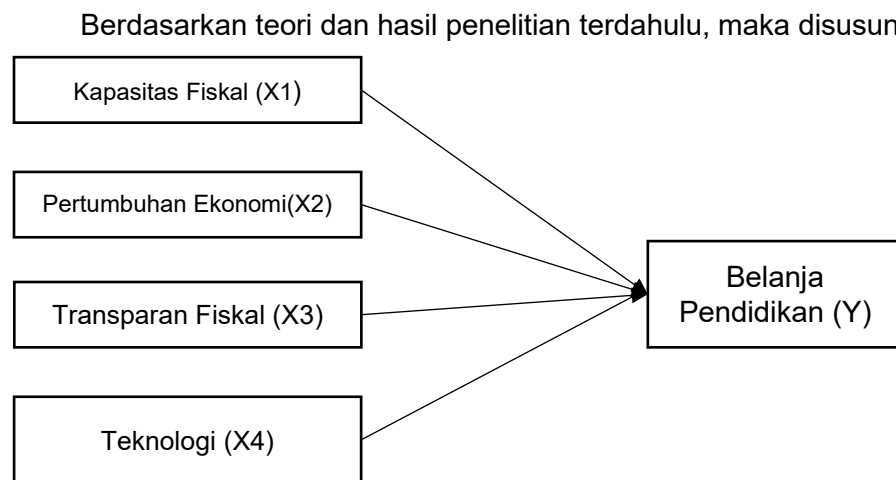 Berdasarkan teori dan hasil penelitian terdahulu, maka disusun
Kapasitas Fiskal (X1)
Pertumbuhan Ekonomi(X2)
Transparan Fiskal (X3)
Teknologi (X4)
Belanja
Pendidikan (Y)